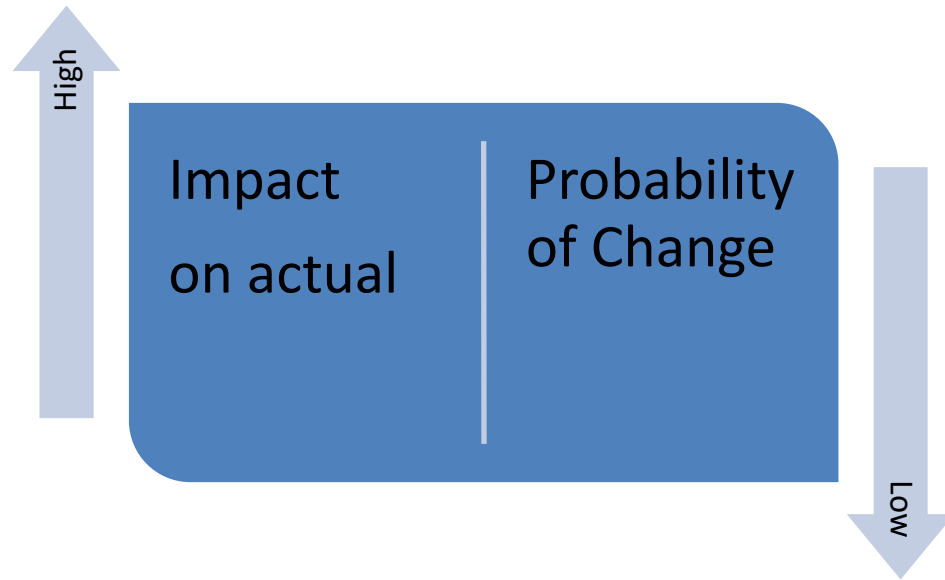 High
Impact
on actual
Probability
of Change
Low